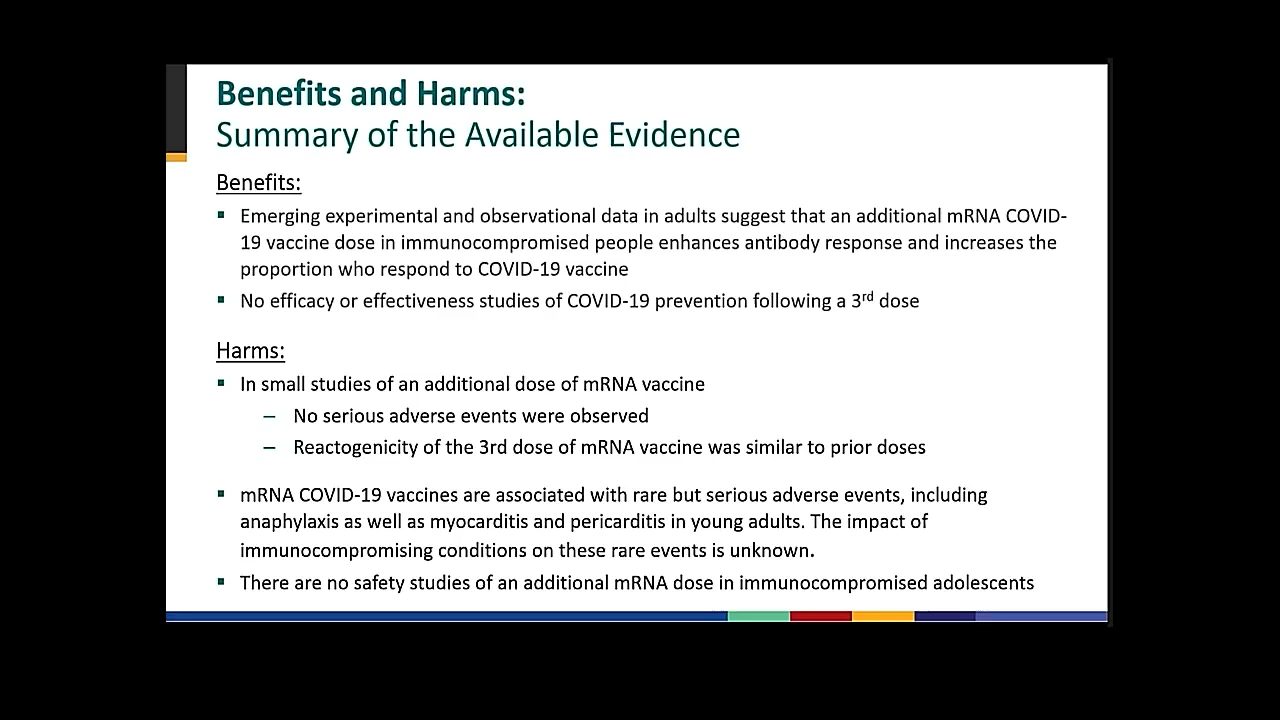 Benefits and Harms:
Summary of the Available Evidence
Benefits:
▪ Emerging experimental and observational data in adults suggest that an additional mRNA COVID-
19 vaccine dose in immunocompromised people enhances antibody response and increases the
proportion who respond to COVID-19 vaccine
▪ No efficacy or effectiveness studies of COVID-19 prevention following a 3rd dose
Harms:
▪ In small studies of an additional dose of mRNA vaccine
– No serious adverse events were observed
– Reactogenicity of the 3rd dose of mRNA vaccine was similar to prior doses
▪ mRNA COVID-19 vaccines are associated with rare but serious adverse events, including
anaphylaxis as well as myocarditis and pericarditis in young adults. The impact of
immunocompromising conditions on these rare events is unknown.
▪ There are no safety studies of an additional mRNA dose in immunocompromised adolescents